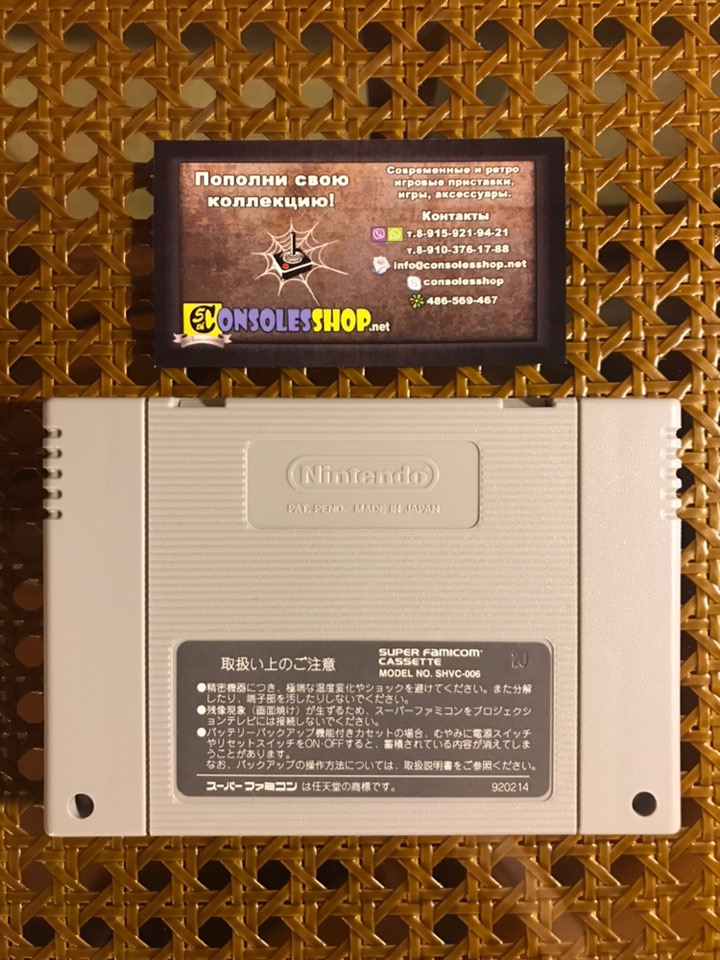 Пополни свою
коллекцию!
Современные и ретро
игровые приставки,
игры, аксессуары.
Контакты
т.8-915-921-94-21
т.8-910-376-17-88
info@consolesshop.net
consolesshop
486-569-467
CONSOLESSHOP.net
Nintendo
PAT. PEND. MADE IN JAPAN
取扱い上のご注意
SUPER FAMICOM
CASSETTE
MODEL NO. SHVC-006
●精密機器につき、極端な温度変化やショックを避けてください。また分解
したり、端子部を汚したりしないでください。
●残像現象（画面焼け）が生ずるため、スーパーファミコンをプロジェクシ
ョンテレビには接続しないでください。
●バッテリーバックアップ機能付きカセットの場合、むやみに電源スイッチ
やリセットスイッチをON・OFFすると、蓄積されている内容が消えてしま
うことがあります。
なお、バックアップの操作方法については、取扱説明書をご参照ください。
スーパーファミコンは任天堂の商標です。
920214